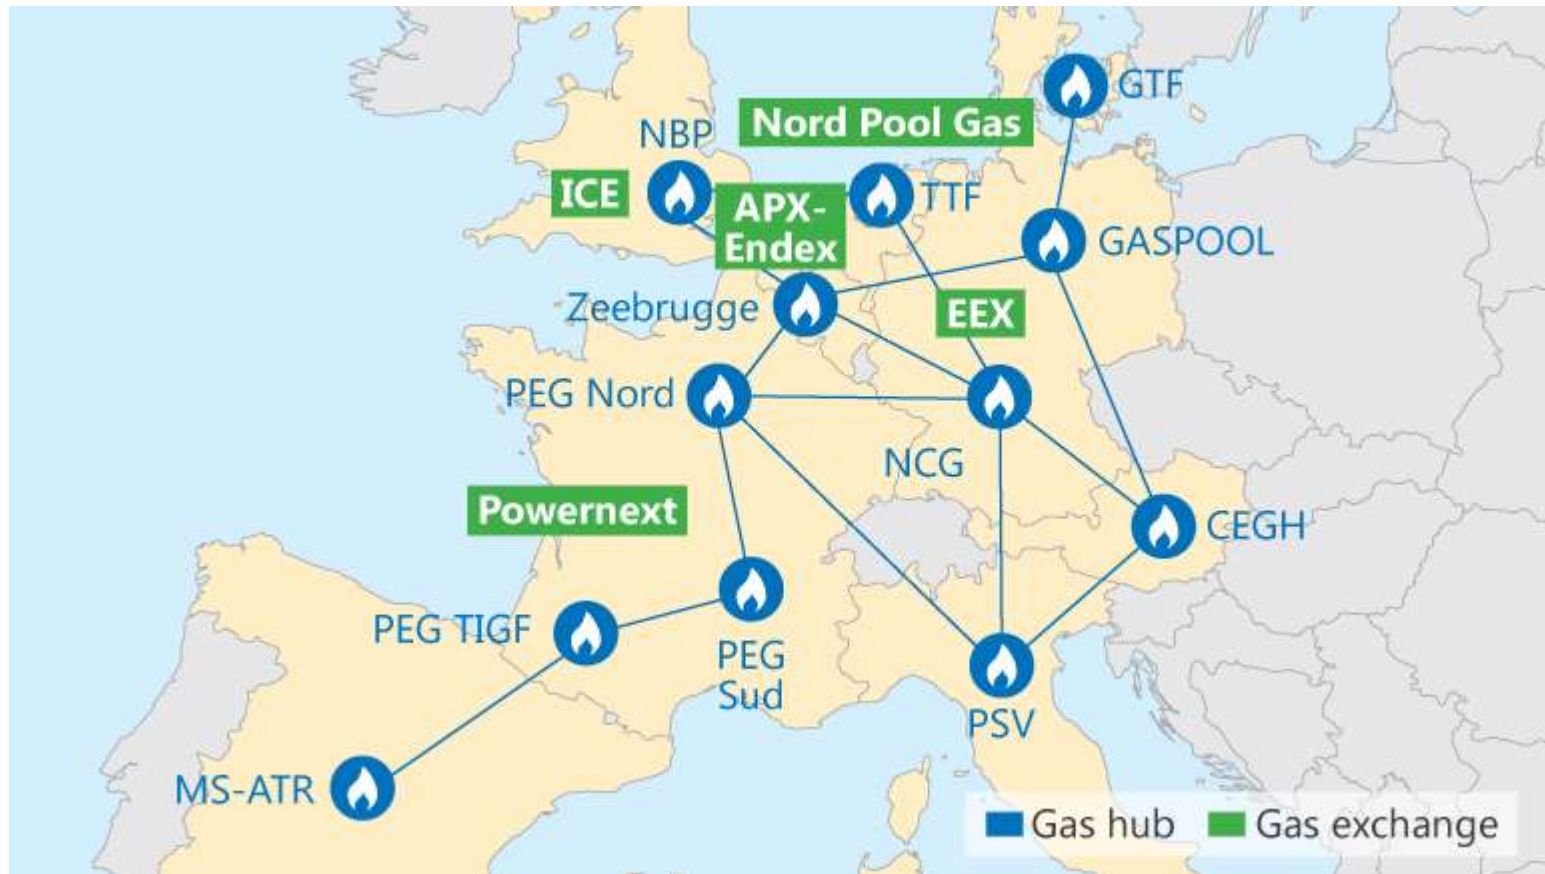 GTF
Nord Pool Gas
NBP
ICE
APX-
Endex
TTF
GASPOOL
Zeebrugge
EEX
PEG Nord
NCG
Powernext
CEGH
PEG TIGF
PEG
Sud
PSV
MS-ATR
Gas hub
Gas exchange